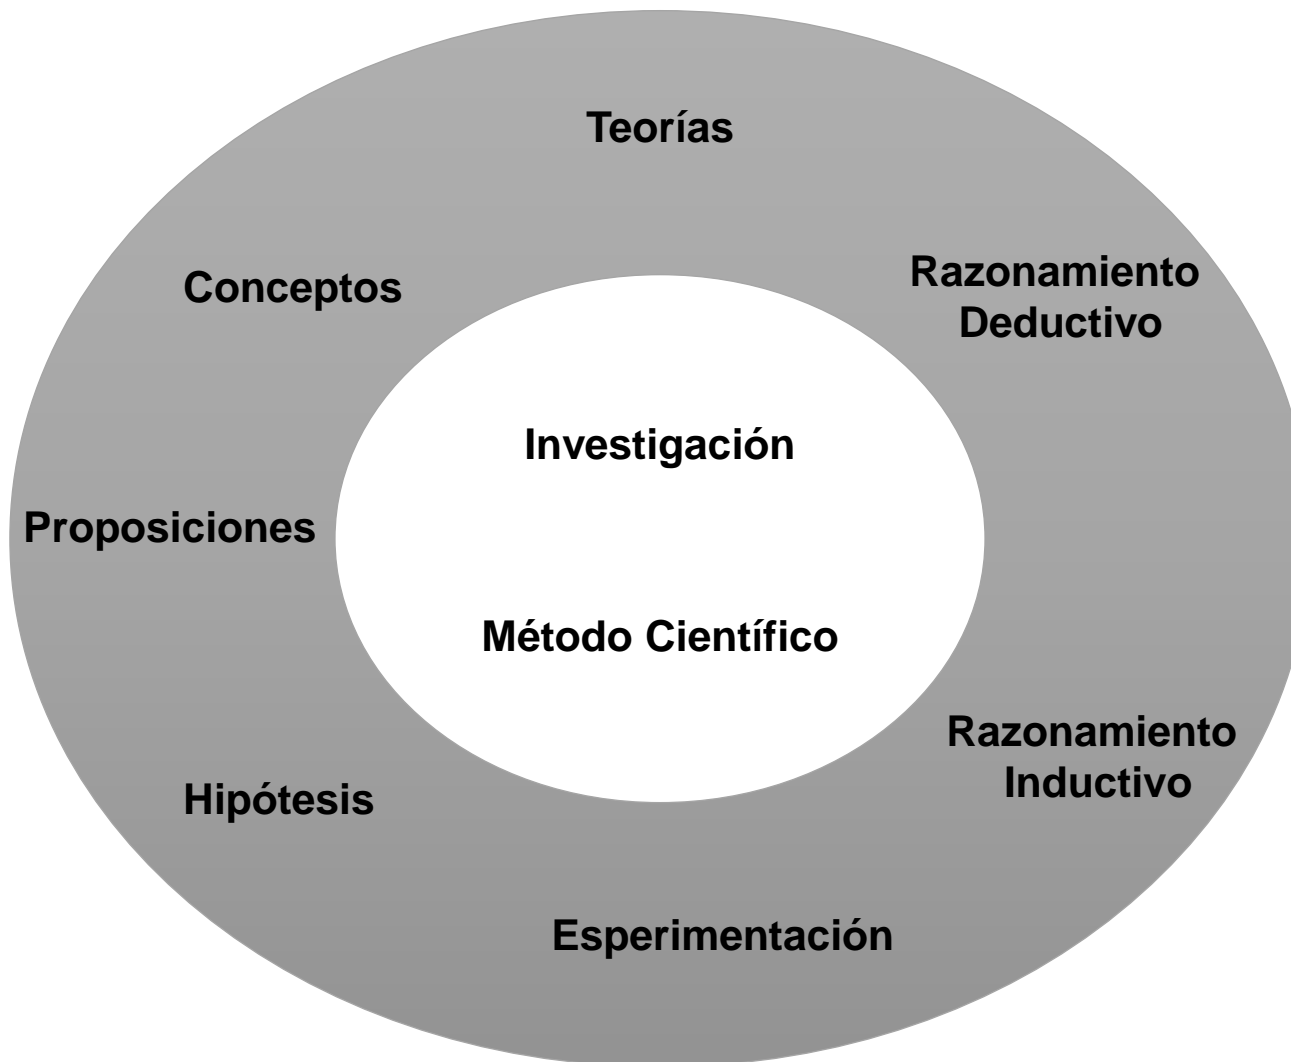 Teorías
Conceptos
Razonamiento
Deductivo
Investigación
Proposiciones
Método Científico
Razonamiento
Inductivo
Hipótesis
Esperimentación